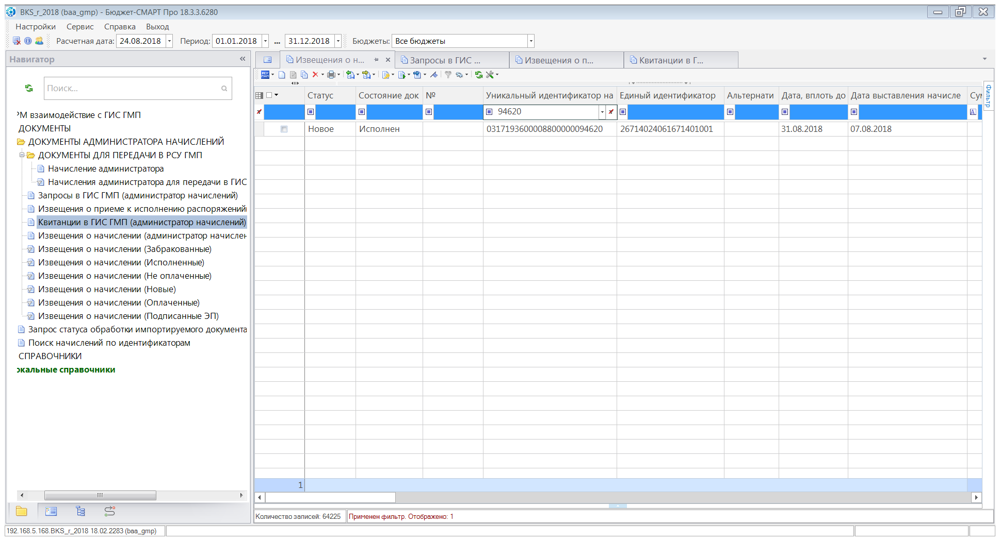 BKS_r_2018 (baa_gmp) - Бюджет-СМАРТ Про 18.3.3.6280
Настройки Сервис Справка Выход
Расчетная дата: 24.08.2018 Период: 01.01.2018 ... 31.12.2018 Бюджеты: Все бюджеты
Навигатор
Извещения о н... Запросы в ГИС ... Извещения о п... Квитанции в Г...
РСУ ГМП
Поиск...
Фильтр
Статус Состояние док № Уникальный идентификатор на Единый идентификатор Альтернати Дата, вплоть до Дата выставления начисле Сум
94620
Новое Исполнен 0317193600008800000094620 26714024061671401001 31.08.2018 07.08.2018
РМ взаимодействие с ГИС ГМП
ДОКУМЕНТЫ
ДОКУМЕНТЫ АДМИНИСТРАТОРА НАЧИСЛЕНИЙ
ДОКУМЕНТЫ ДЛЯ ПЕРЕДАЧИ В РСУ ГМП
Начисление администратора
Начисления администратора для передачи в ГИС
Запросы в ГИС ГМП (администратор начислений)
Извещения о приеме к исполнению распоряжений
Квитанции в ГИС ГМП (администратор начислений)
Извещения о начислении (администратор начислен
Извещения о начислении (Забракованные)
Извещения о начислении (Исполненные)
Извещения о начислении (Не оплаченные)
Извещения о начислении (Новые)
Извещения о начислении (Оплаченные)
Извещения о начислении (Подписанные ЭП)
Запрос статуса обработки импортируемого документа
Поиск начислений по идентификаторам
СПРАВОЧНИКИ
окальные справочники
1
Количество записей: 64225 Применен фильтр. Отображено: 1
192.168.5.168.BKS_r_2018 18.02.2283 (baa_gmp)